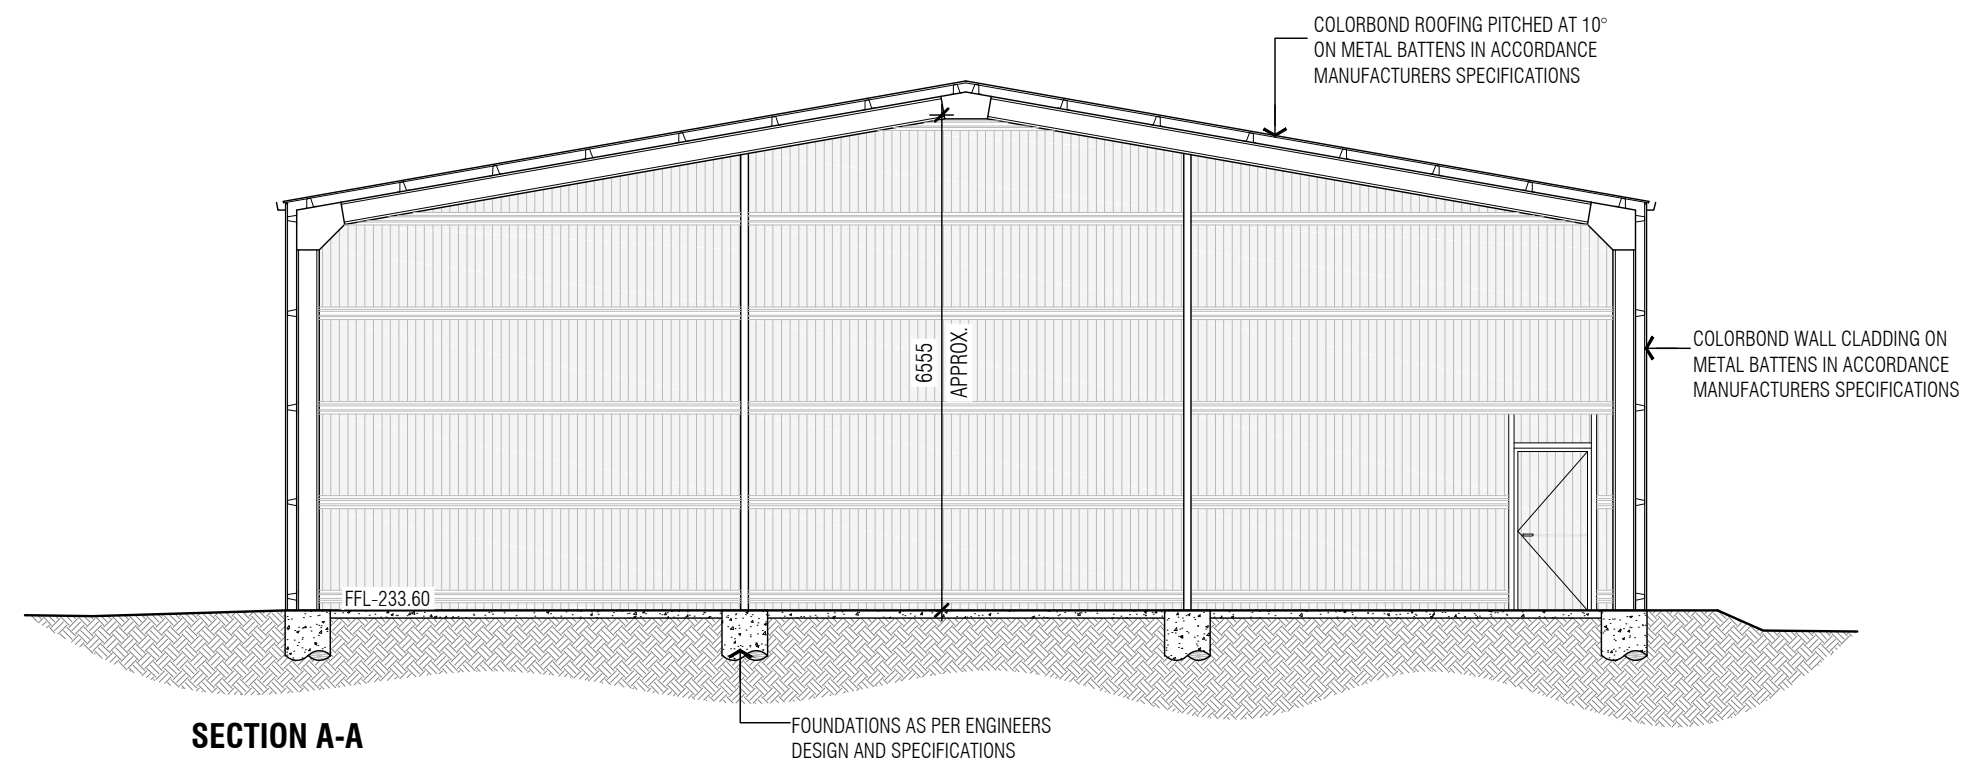 COLORBOND ROOFING PITCHED AT 10°
ON METAL BATTENS IN ACCORDANCE
MANUFACTURERS SPECIFICATIONS
6555
APPROX.
COLORBOND WALL CLADDING ON
METAL BATTENS IN ACCORDANCE
MANUFACTURERS SPECIFICATIONS
FFL-233.60
FOUNDATIONS AS PER ENGINEERS
DESIGN AND SPECIFICATIONS
SECTION A-A